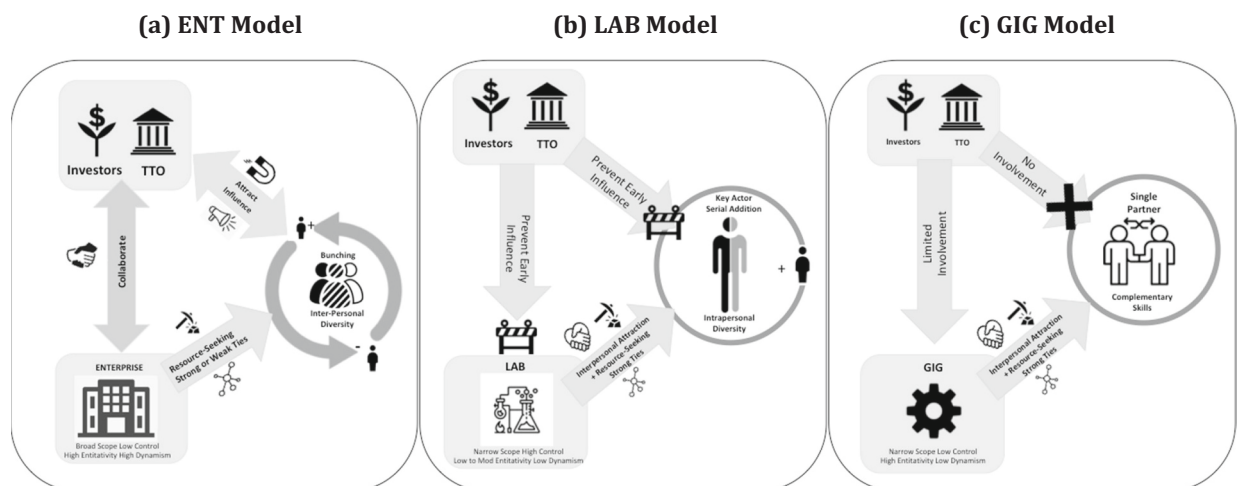 (a) ENT Model
$
Investors
TTO
Attract
Influence
Collaborate
+
Bunching
Inter-Personal
Diversity
-
Resource-Seeking
Strong or Weak Ties
ENTERPRISE
Broad Scope Low Control
High Entitativity High Dynamism
(b) LAB Model
$
Investors
TTO
Prevent Early
Influence
Prevent Early
Influence
Key Actor
Serial Addition
+
Intrapersonal
Diversity
Interpersonal Attraction
+ Resource-Seeking
Strong Ties
LAB
Narrow Scope High Control
Low to Mod Entitativity Low Dynamism
(c) GIG Model
$
Investors
TTO
No
Involvement
Limited
Involvement
Single
Partner
Complementary
Skills
Interpersonal Attraction
+ Resource-Seeking
Strong Ties
GIG
Narrow Scope Low Control
High Entitativity Low Dynamism